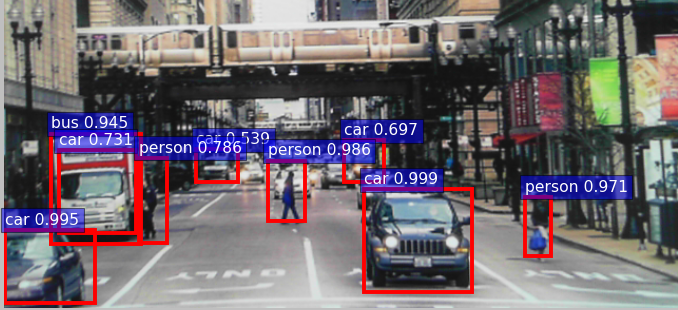 bus 0.945
car 0.731
car 0.539
person 0.786
person 0.986
car 0.697
car 0.999
person 0.971
car 0.995
ONLY
ONLY